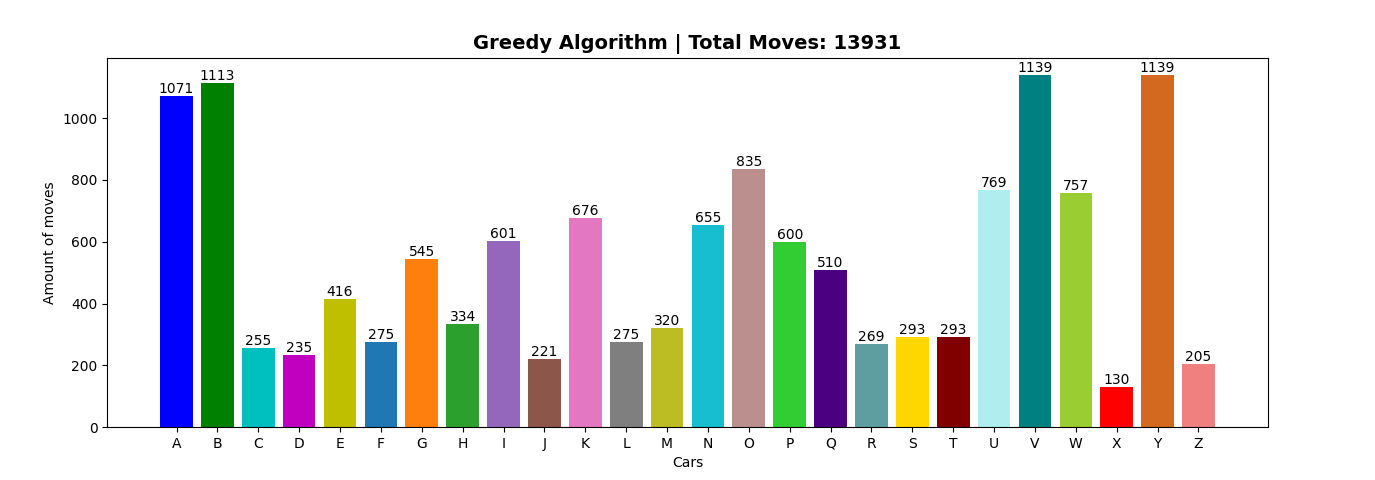 Greedy Algorithm | Total Moves: 13931
1071 1113 255 235 416 275 545 334 601 221 676 275 320 655 835 600 510 269 293 293 769 1139 757 130 1139 205
1000
800
600
400
200
0
Amount of moves
A B C D E F G H I J K L M N O P Q R S T U V W X Y Z
Cars